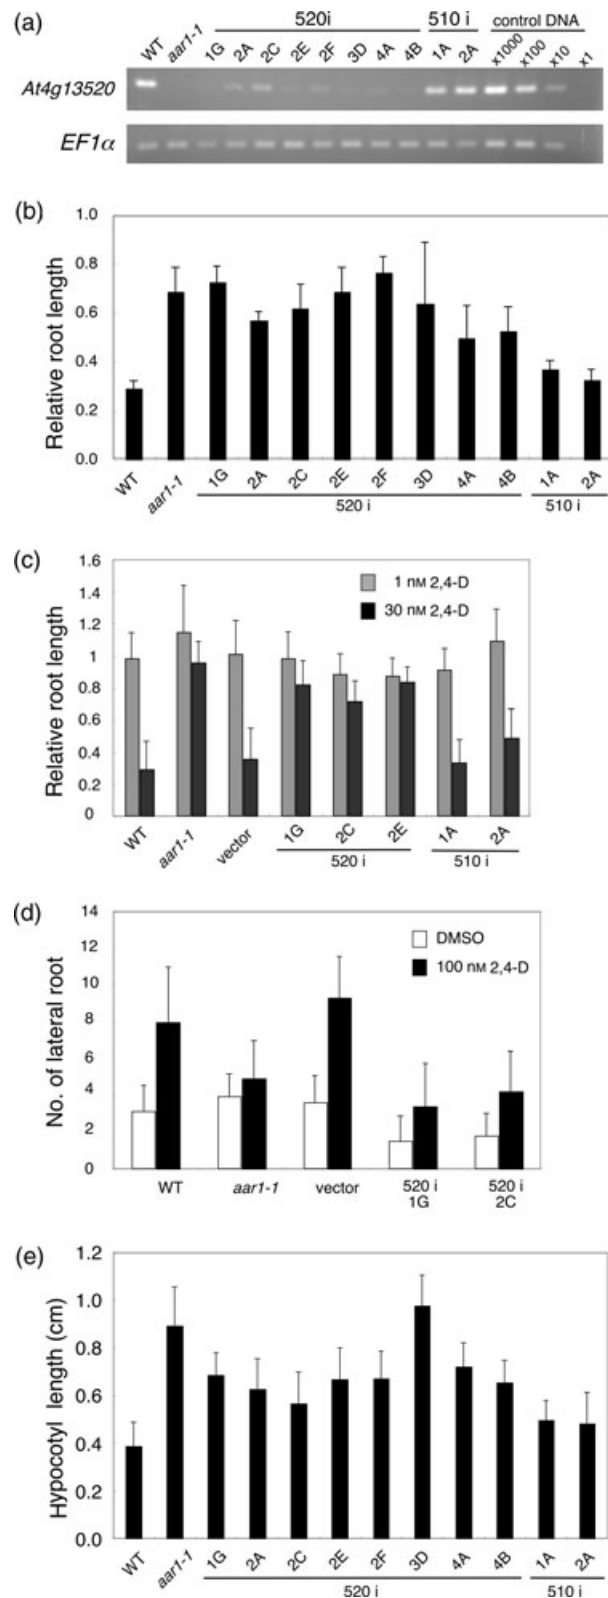 (a)
520i
510 i
control DNA
WT
aar1-1
1G
2A
2C
2E
2F
3D
4A
4B
1A
2A
x1000
x100
x10
x1
At4g13520
EF1α
(b)
Relative root length
1.0
0.8
0.6
0.4
0.2
0.0
WT
aar1-1
1G
2A
2C
2E
2F
3D
4A
4B
1A
2A
520 i
510 i
(c)
Relative root length
1.6
1.4
1.2
1
0.8
0.6
0.4
0.2
0
1 nM 2,4-D
30 nM 2,4-D
WT
aar1-1
vector
1G
2C
2E
1A
2A
520 i
510 i
(d)
No. of lateral root
14
12
10
8
6
4
2
0
DMSO
100 nM 2,4-D
WT
aar1-1
vector
520 i
1G
520 i
2C
(e)
Hypocotyl length (cm)
1.2
1.0
0.8
0.6
0.4
0.2
0.0
WT
aar1-1
1G
2A
2C
2E
2F
3D
4A
4B
1A
2A
520 i
510 i